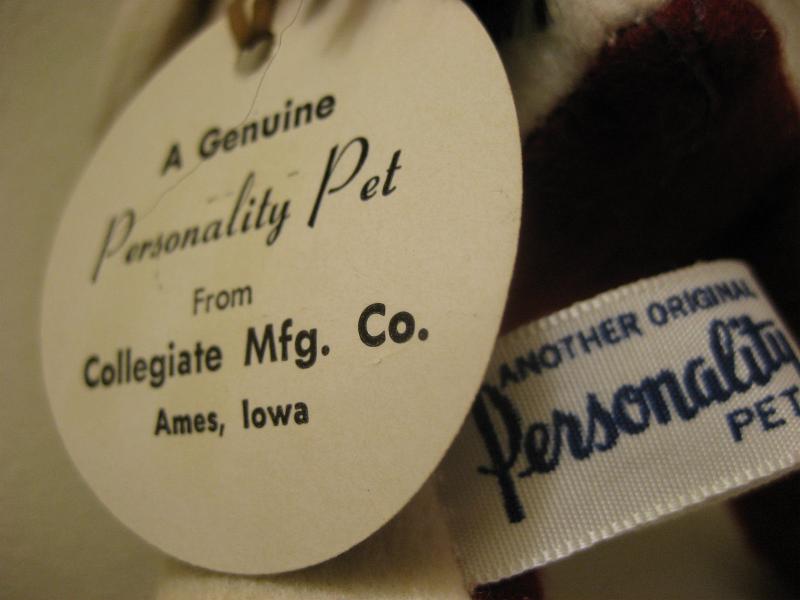 A Genuine
Personality Pet
From
Collegiate Mfg. Co.
Ames, Iowa
ANOTHER ORIGINAL
Personality
PET